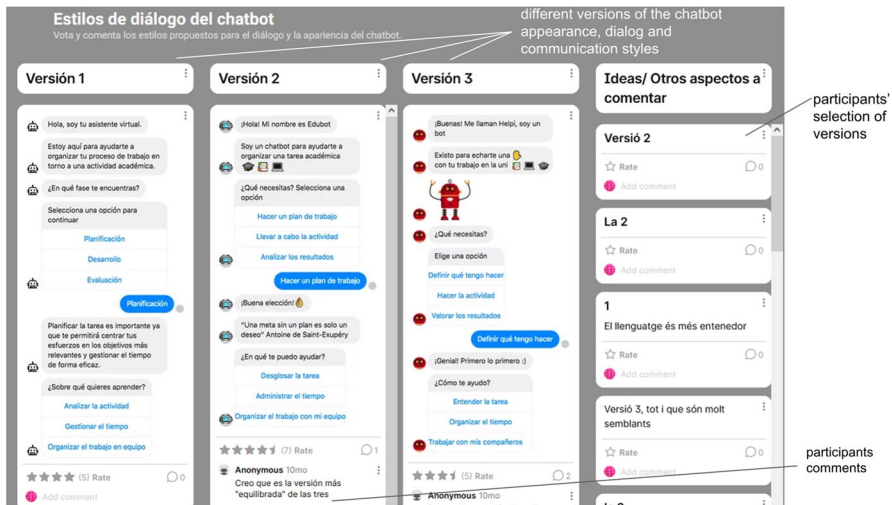 Estilos de diálogo del chatbot
Vota y comenta los estilos propuestos para el diálogo y la apariencia del chatbot.
different versions of the chatbot
appearance, dialog and
communication styles
Versión 1
Hola, soy tu asistente virtual.
Estoy aquí para ayudarte a
organizar tu proceso de trabajo en
torno a una actividad académica.
¿En qué fase te encuentras?
Selecciona una opción para
continuar
Planificación
Desarrollo
Evaluación
Planificación
Planificar la tarea es importante ya
que te permitirá centrar tus
esfuerzos en los objetivos más
relevantes y gestionar el tiempo
de forma eficaz.
¿Sobre qué quieres aprender?
Analizar la actividad
Gestionar el tiempo
Organizar el trabajo en equipo
(5) Rate
0
Add comment
Versión 2
¡Hola! Mi nombre es Edubot
Soy un chatbot para ayudarte a
organizar una tarea académica
¿Qué necesitas? Selecciona una
opción
Hacer un plan de trabajo
Llevar a cabo la actividad
Analizar los resultados
Hacer un plan de trabajo
¡Buena elección!
"Una meta sin un plan es solo un
deseo" Antoine de Saint-Exupéry
¿En qué te puedo ayudar?
Desglosar la tarea
Administrar el tiempo
Organizar el trabajo con mi equipo
(7) Rate
1
Anonymous 10mo
Creo que es la versión más
"equilibrada" de las tres
Versión 3
¡Buenas! Me llaman Helpi, soy un
bot
Existo para echarte una
con tu trabajo en la uni
¿Qué necesitas?
Elige una opción
Definir qué tengo hacer
Hacer la actividad
Valorar los resultados
Definir qué tengo hacer
¡Genial! Primero lo primero :)
¿Cómo te ayudo?
Entender la tarea
Organizar el tiempo
Trabajar con mis compañeros
(5) Rate
2
Anonymous 10mo
Ideas/ Otros aspectos a
comentar
Versió 2
Rate
0
Add comment
La 2
Rate
0
Add comment
1
El llenguatge és més entenedor
Rate
0
Add comment
Versió 3, tot i que són molt
semblants
Rate
0
Add comment
participants'
selection of
versions
participants
comments